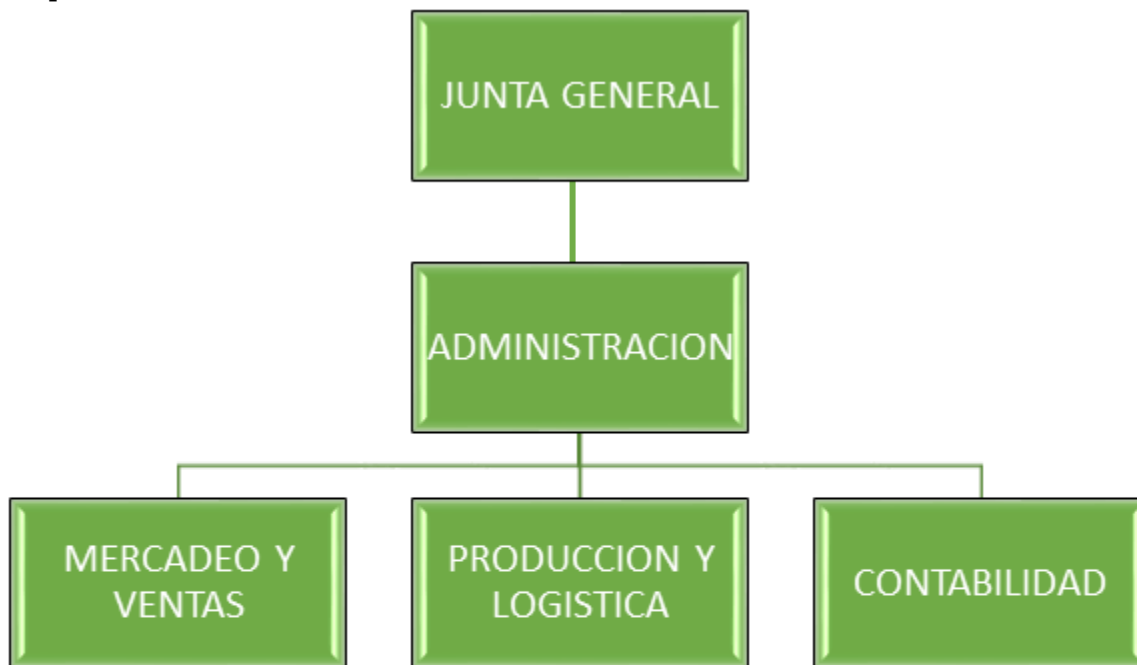 JUNTA GENERAL
ADMINISTRACION
MERCADEO Y
VENTAS
PRODUCCION Y
LOGISTICA
CONTABILIDAD